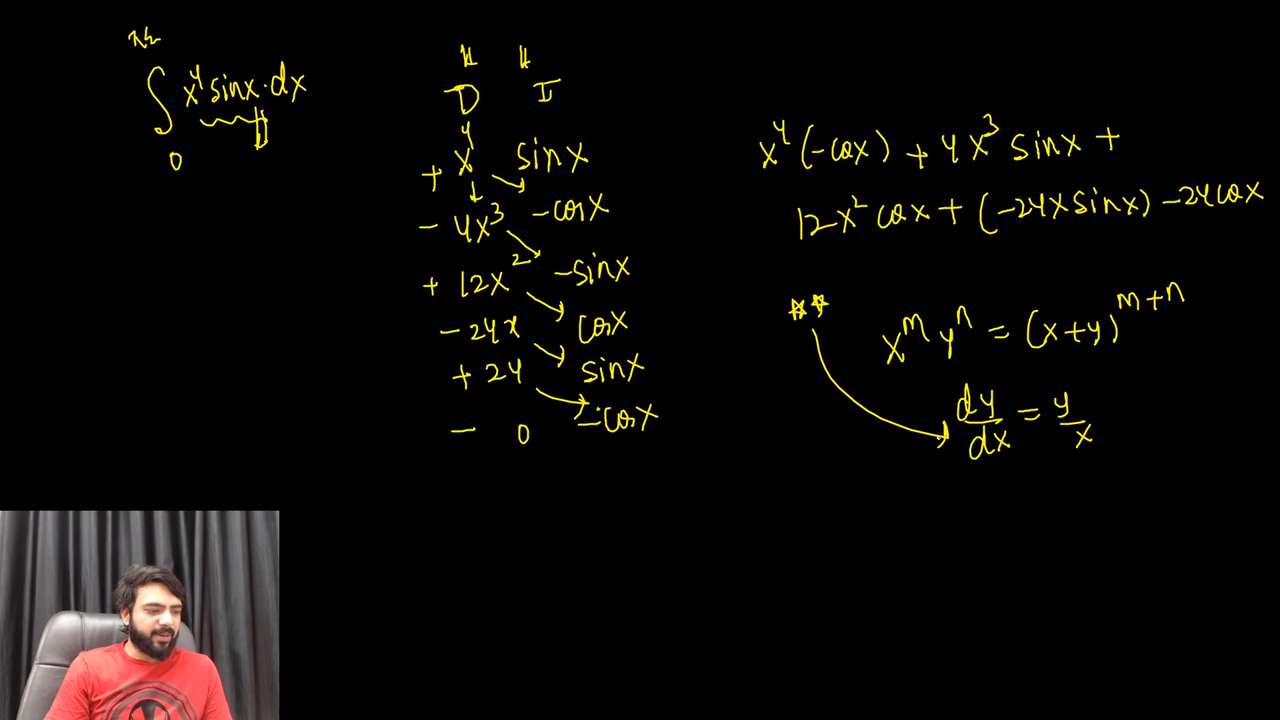 π/2
∫ x⁴ sinx · dx
0
D I
+ x⁴ sinx
- 4x³ -cosx
+ 12x² -sinx
- 24x cosx
+ 24 sinx
- 0 -cosx
x⁴(-cosx) + 4x³ sinx +
12x² cosx + (-24x sinx) - 24cosx
xᵐ yⁿ = (x+y)ᵐ⁺ⁿ
dy/dx = y/x